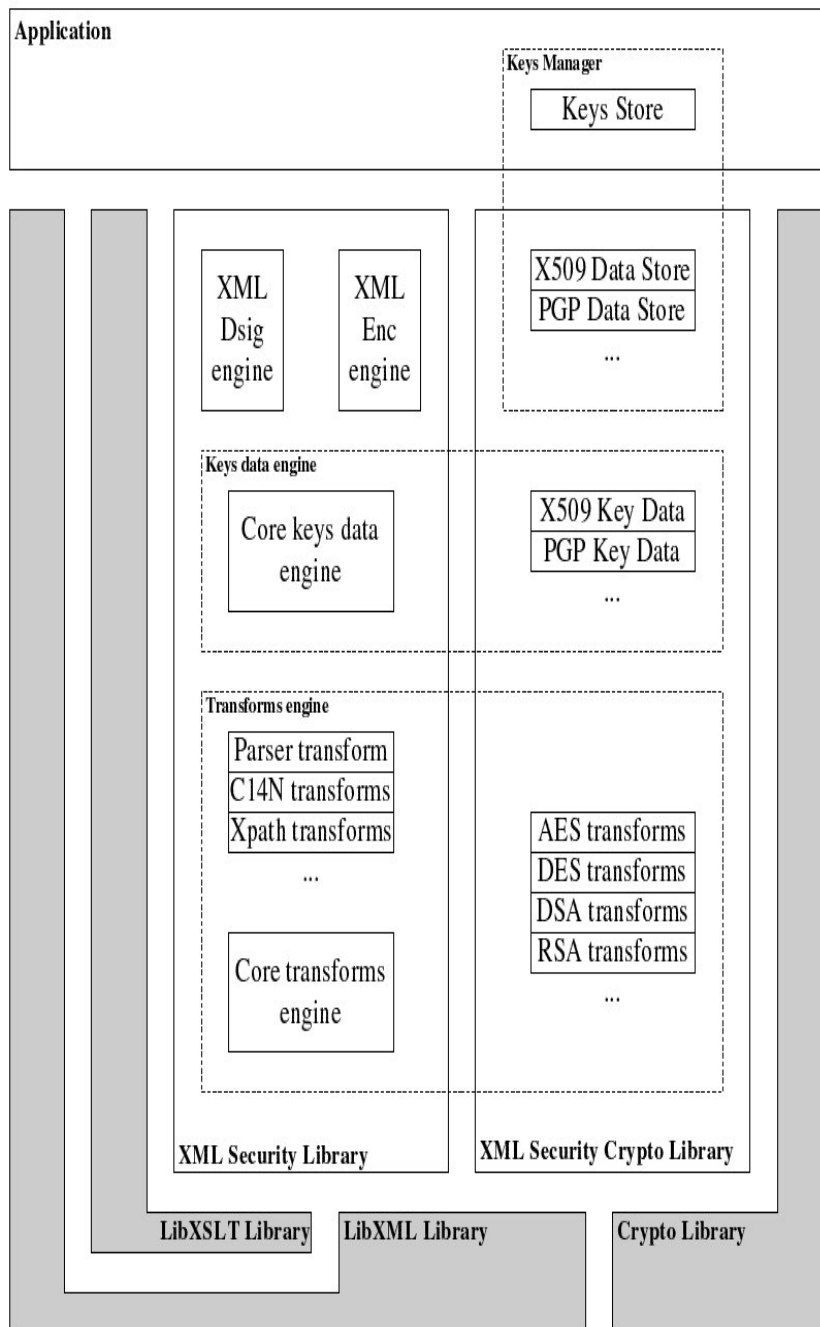 Application
Keys Manager
Keys Store
XML
Dsig
engine
XML
Enc
engine
X509 Data Store
PGP Data Store
...
Keys data engine
Core keys data
engine
X509 Key Data
PGP Key Data
...
Transforms engine
Parser transform
C14N transforms
Xpath transforms
...
Core transforms
engine
AES transforms
DES transforms
DSA transforms
RSA transforms
...
XML Security Library
XML Security Crypto Library
LibXSLT Library
LibXML Library
Crypto Library